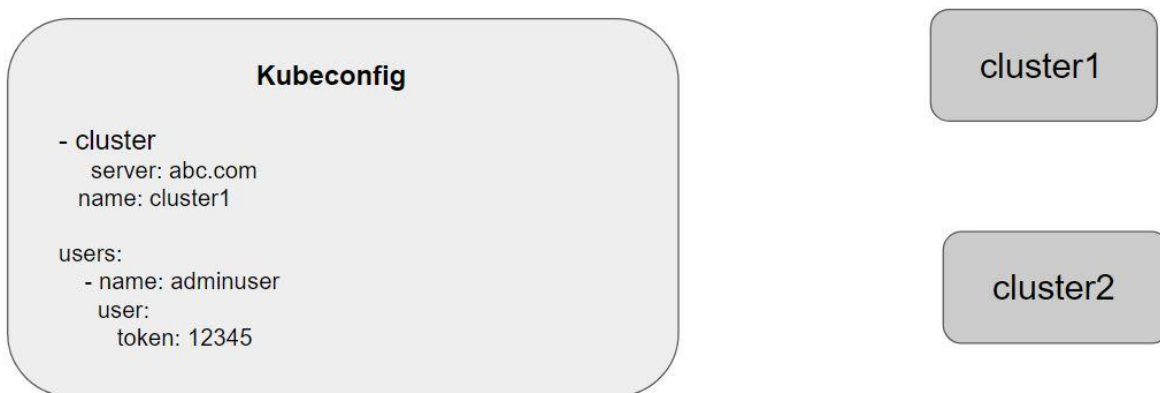 Kubeconfig
- cluster
server: abc.com
name: cluster1
users:
- name: adminuser
user:
token: 12345
cluster1
cluster2